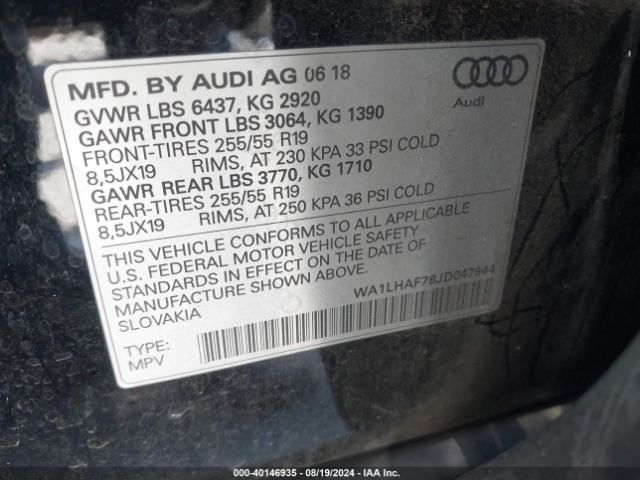 MFD. BY AUDI AG 06 18
GVWR LBS 6437, KG 2920
GAWR FRONT LBS 3064, KG 1390
FRONT-TIRES 255/55 R19
8,5JX19 RIMS, AT 230 KPA 33 PSI COLD
GAWR REAR LBS 3770, KG 1710
REAR-TIRES 255/55 R19
8,5JX19 RIMS, AT 250 KPA 36 PSI COLD
THIS VEHICLE CONFORMS TO ALL APPLICABLE
U.S. FEDERAL MOTOR VEHICLE SAFETY
STANDARDS IN EFFECT ON THE DATE OF
MANUFACTURE SHOWN ABOVE.
SLOVAKIA
WA1LHAF78JD047944
TYPE:
MPV
Audi
000-40146935 - 08/19/2024 - IAA Inc.